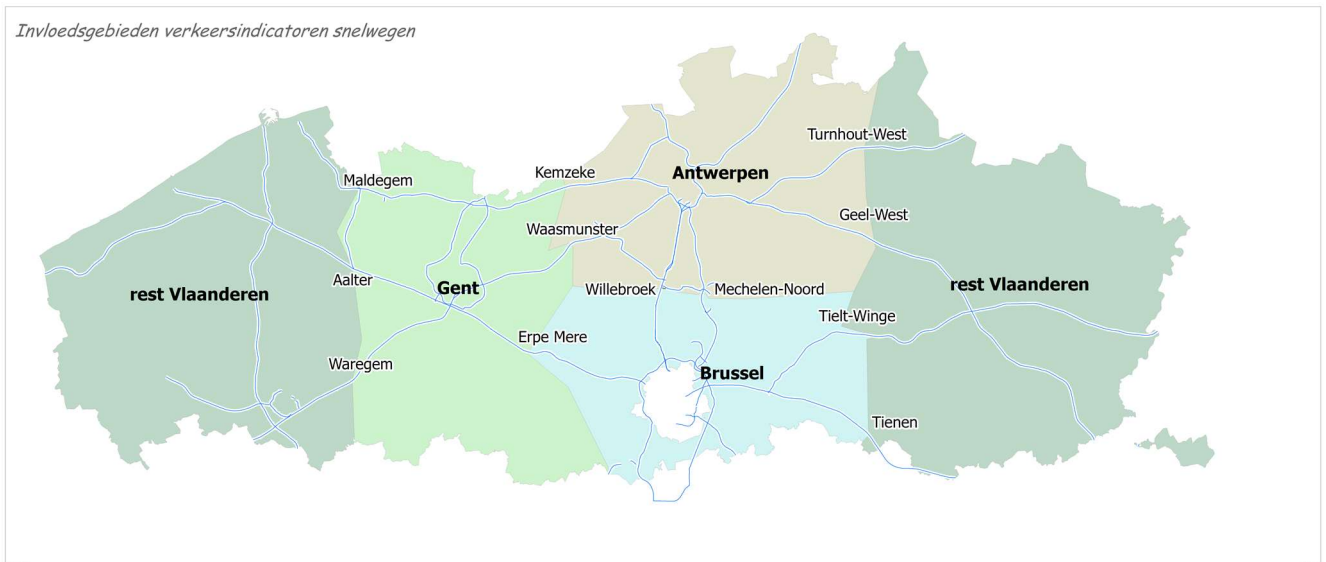 Invloedsgebieden verkeersindicatoren snelwegen
Turnhout-West
Kemzeke
Antwerpen
Maldegem
Geel-West
Waasmunster
Aalter
Gent
Willebroek
Mechelen-Noord
rest Vlaanderen
rest Vlaanderen
Tielt-Winge
Erpe Mere
Waregem
Brussel
Tienen